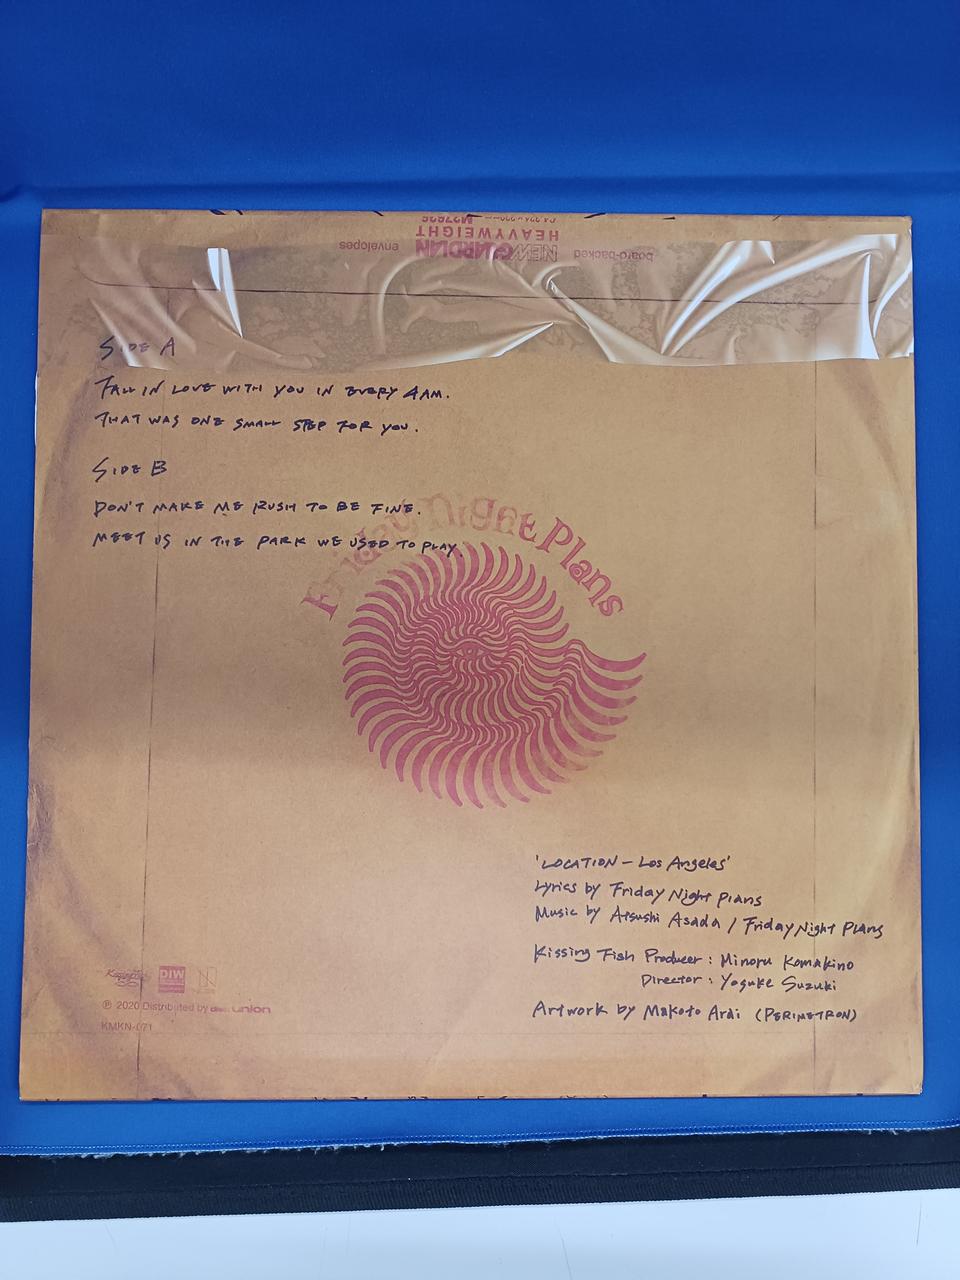 board-backed NEW GUARDIAN envelopes
HEAVYWEIGHT
M27626
SIDE A
FALL IN LOVE WITH YOU IN EVERY 4AM.
THAT WAS ONE SMALL STEP FOR YOU.
SIDE B
DON'T MAKE ME RUSH TO BE FINE.
MEET US IN THE PARK WE USED TO PLAY.
Friday Night Plans
'LOCATION - Los Angeles'
Lyrics by Friday Night Plans
Music by Atsushi Asada / Friday Night Plans
Kissing Fish Producer : Minoru Komakino
Director : Yosuke Suzuki
Artwork by Makoto Arai (PERIMETRON)
DIW
℗ 2020 Distributed by disk union
KMKN-071